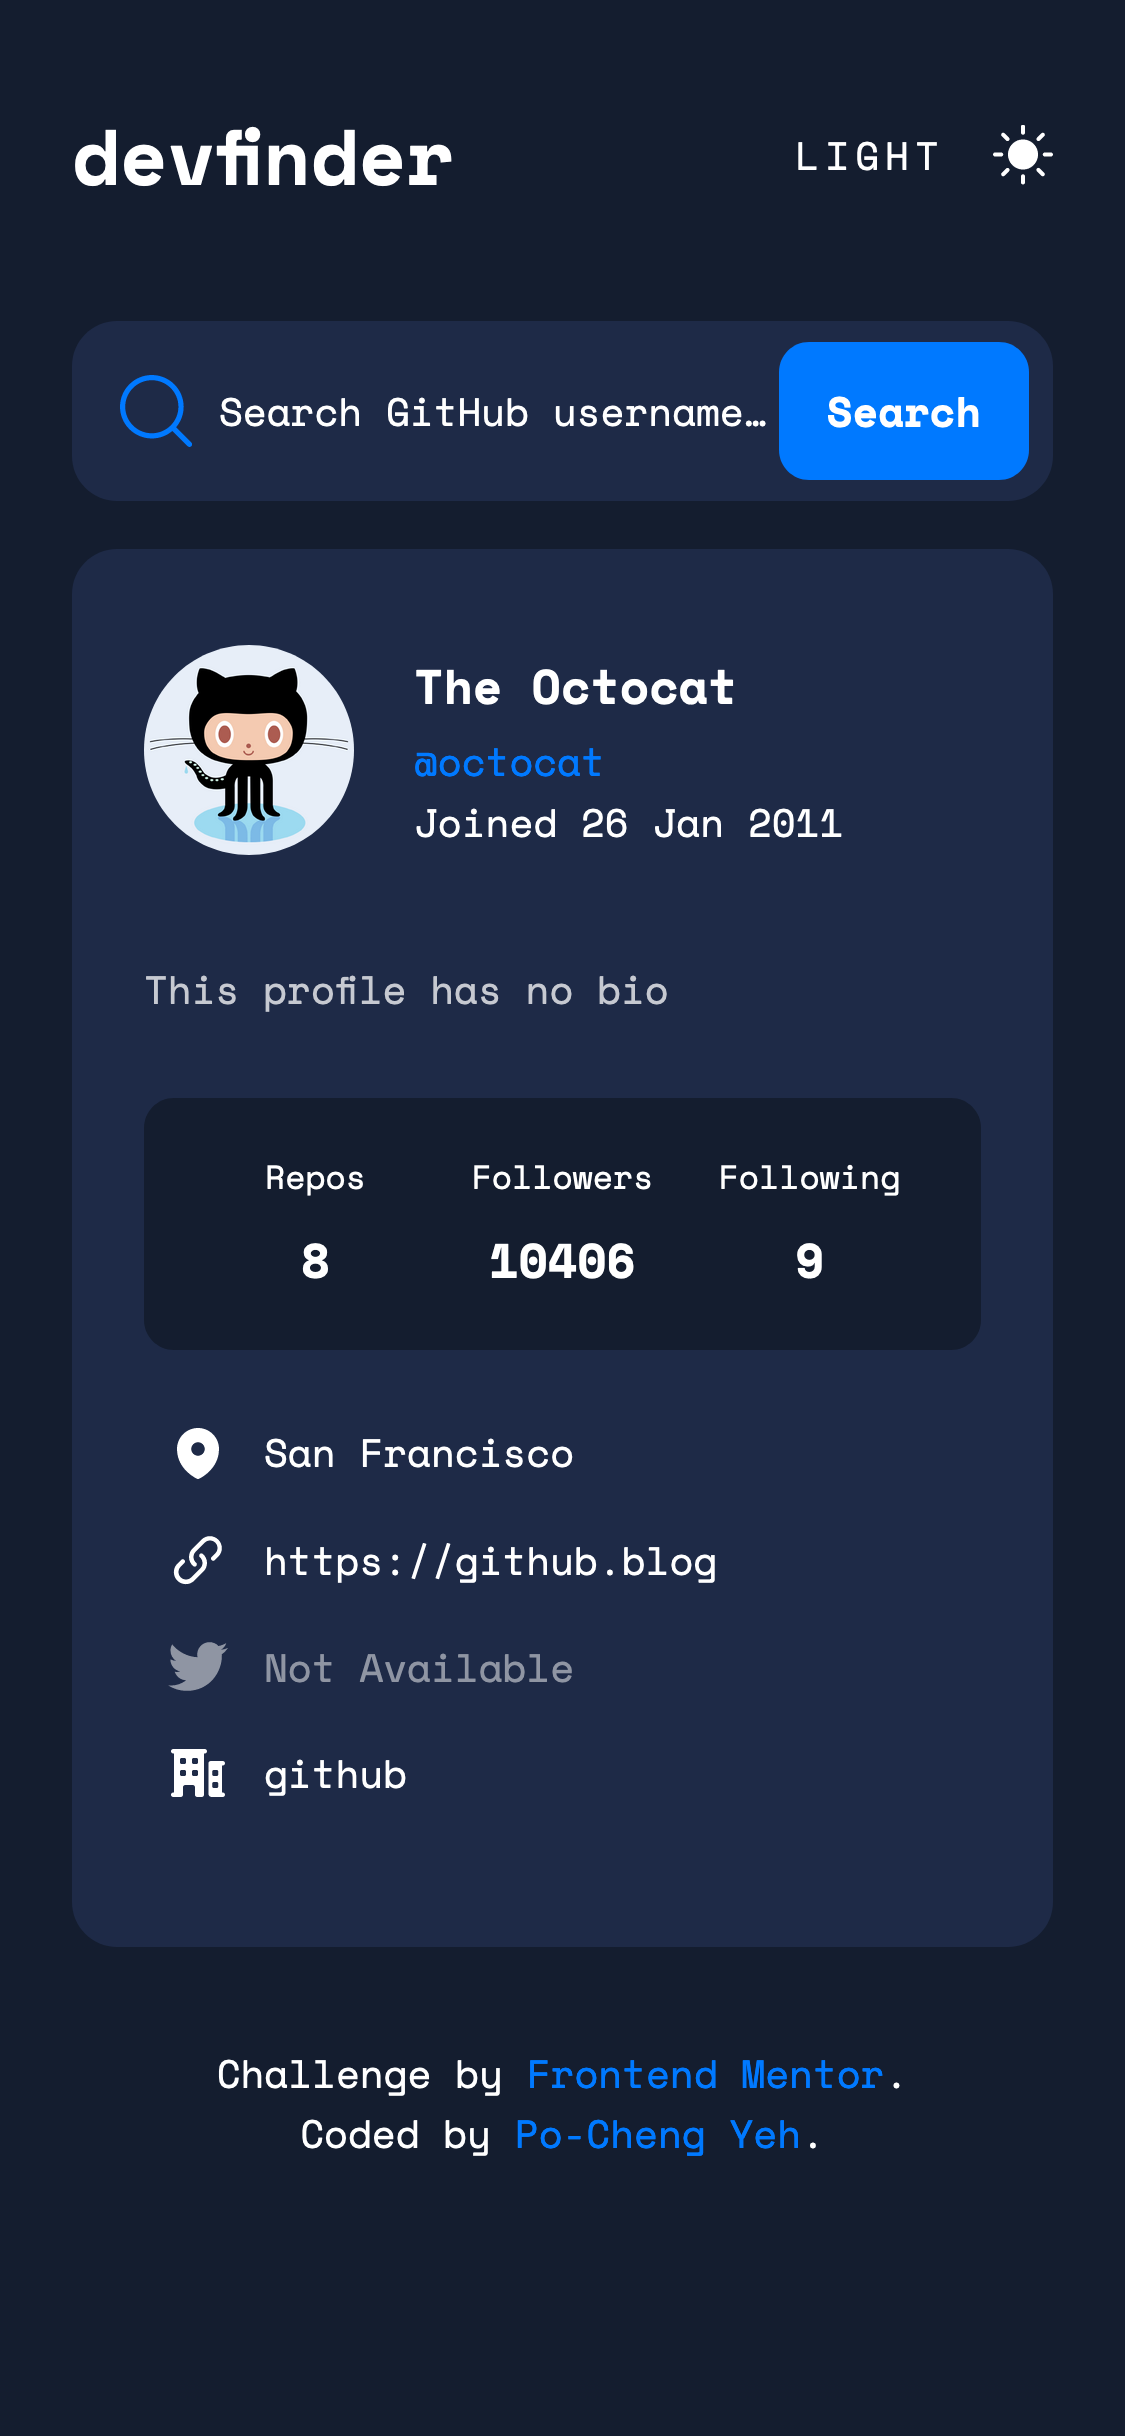 devfinder
LIGHT
Search GitHub username…
Search
The Octocat
@octocat
Joined 26 Jan 2011
This profile has no bio
Repos Followers Following
8 10406 9
San Francisco
https://github.blog
Not Available
github
Challenge by Frontend Mentor.
Coded by Po-Cheng Yeh.